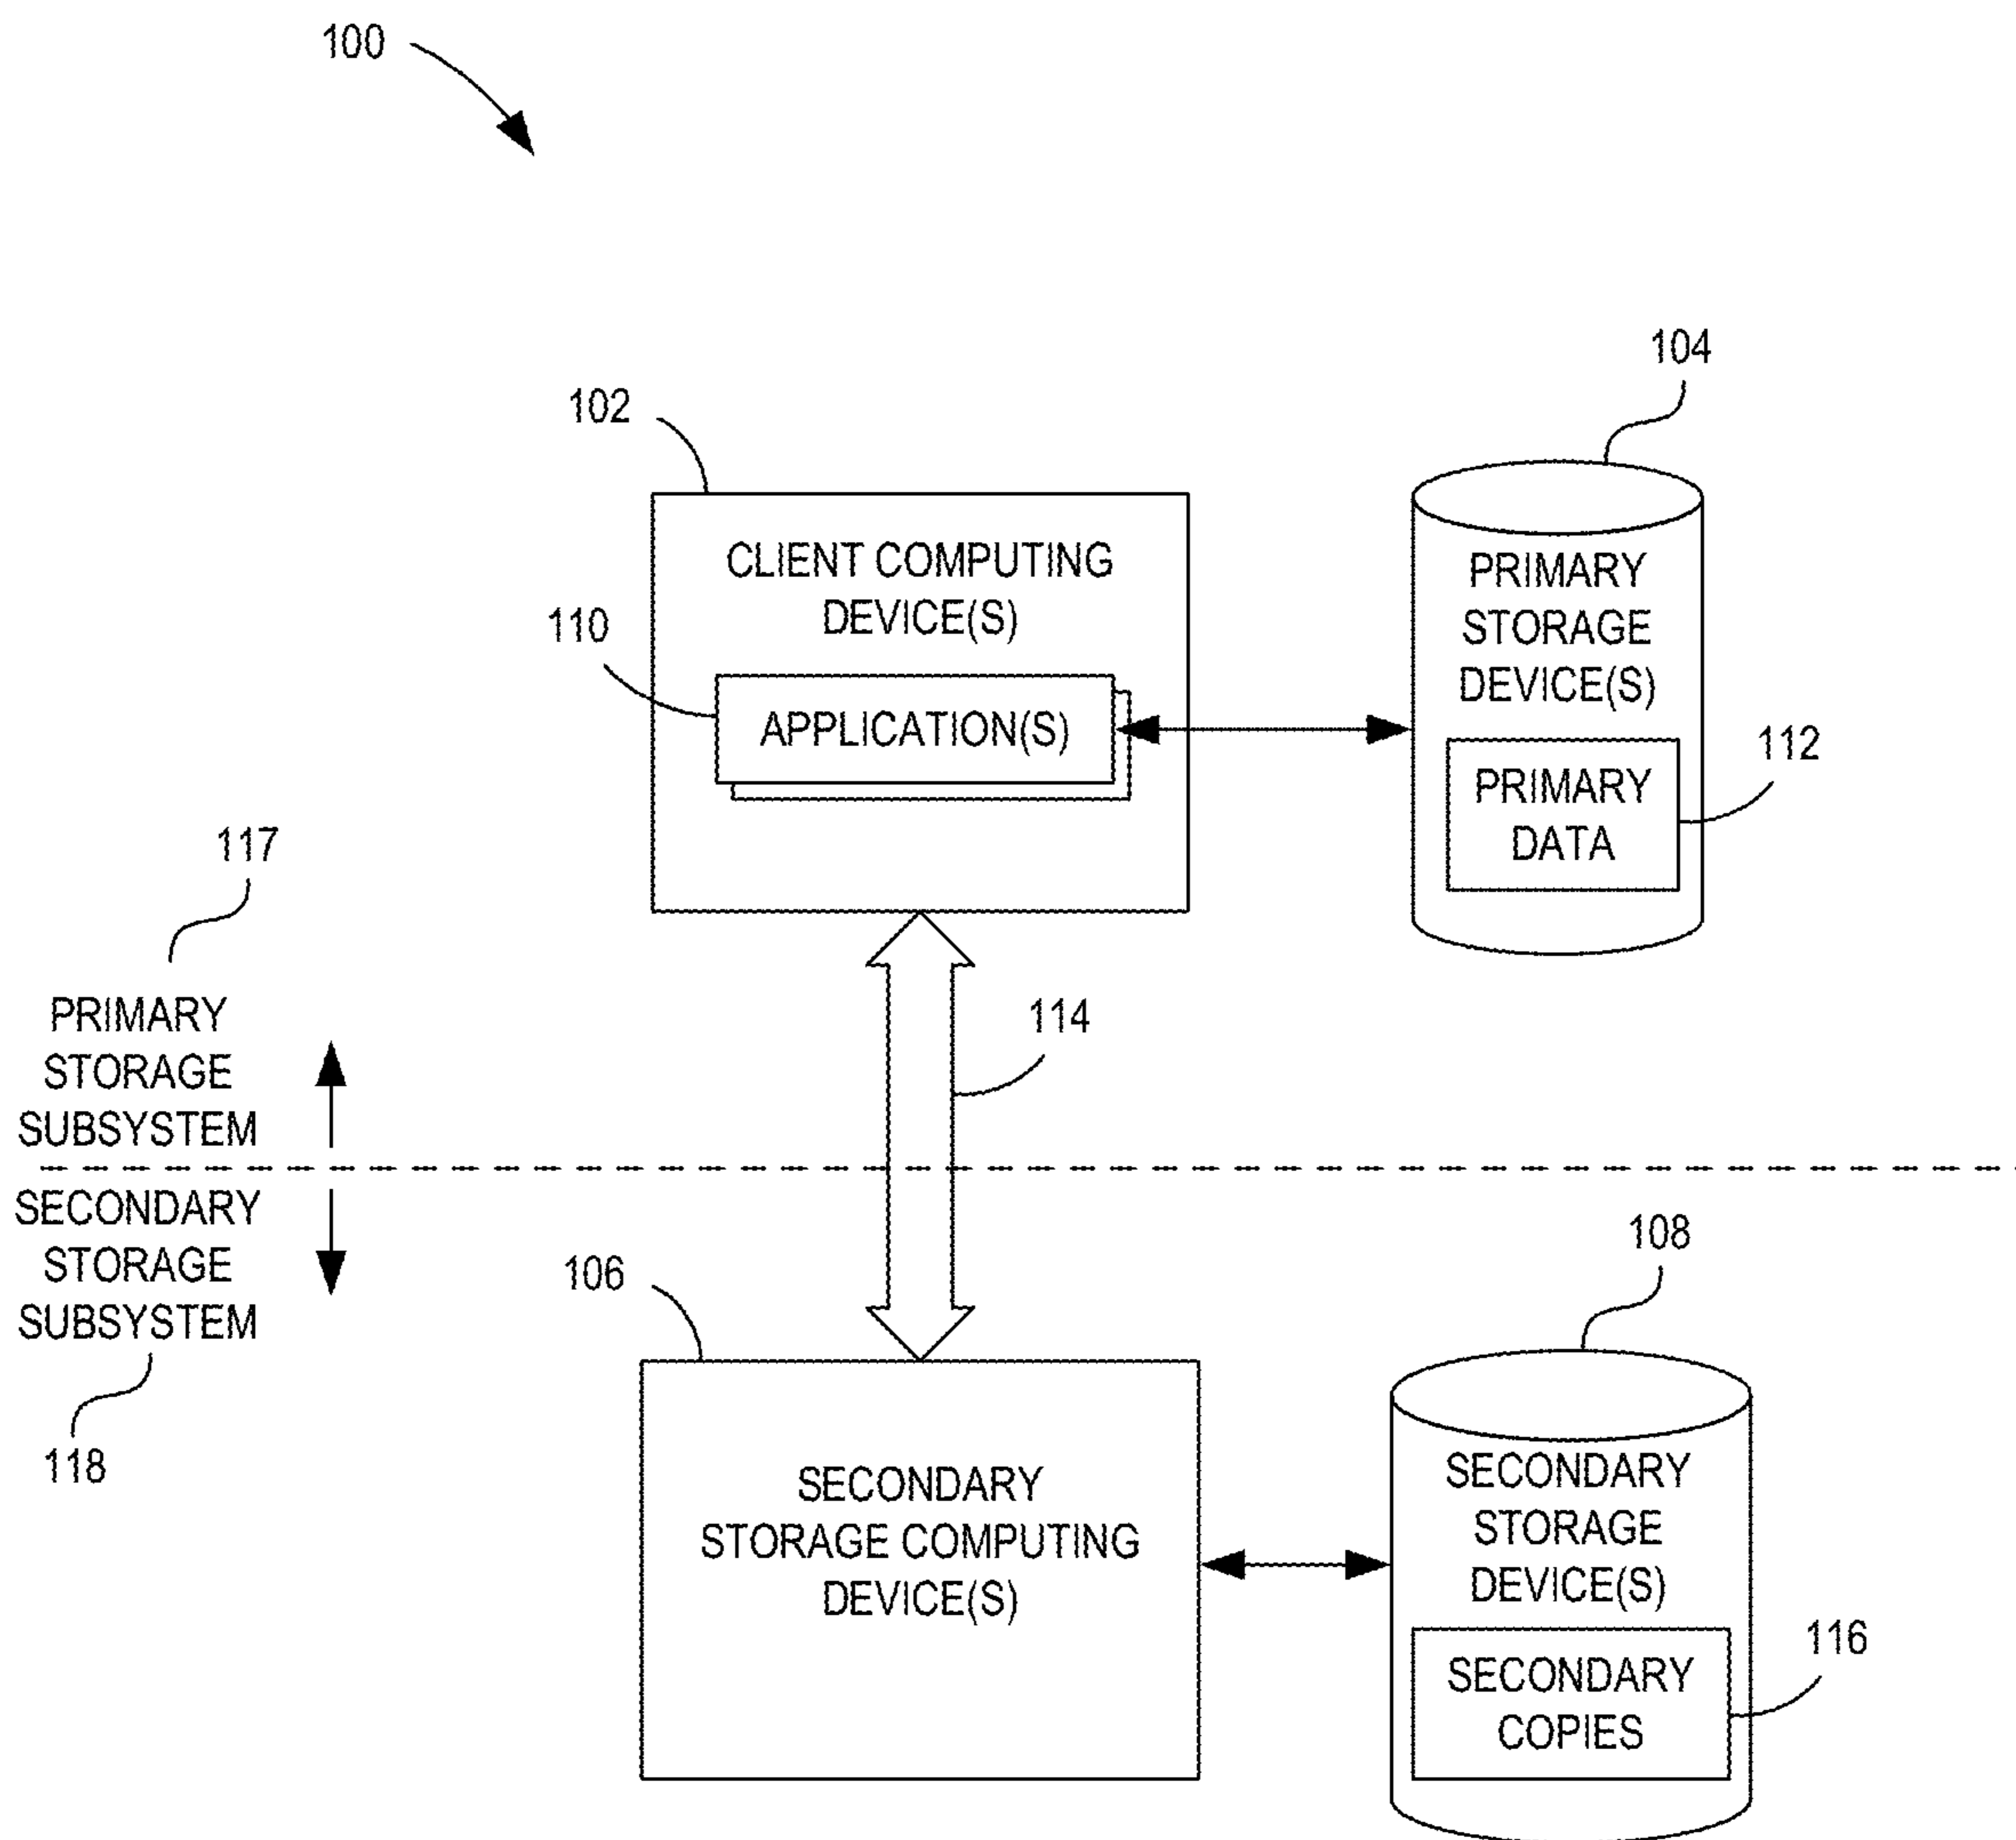 100
104
102
CLIENT COMPUTING
DEVICE(S)
PRIMARY
STORAGE
DEVICE(S)
110
APPLICATION(S)
112
PRIMARY
DATA
117
PRIMARY
STORAGE
SUBSYSTEM
114
SECONDARY
STORAGE
SUBSYSTEM
118
106
108
SECONDARY
STORAGE COMPUTING
DEVICE(S)
SECONDARY
STORAGE
DEVICE(S)
116
SECONDARY
COPIES